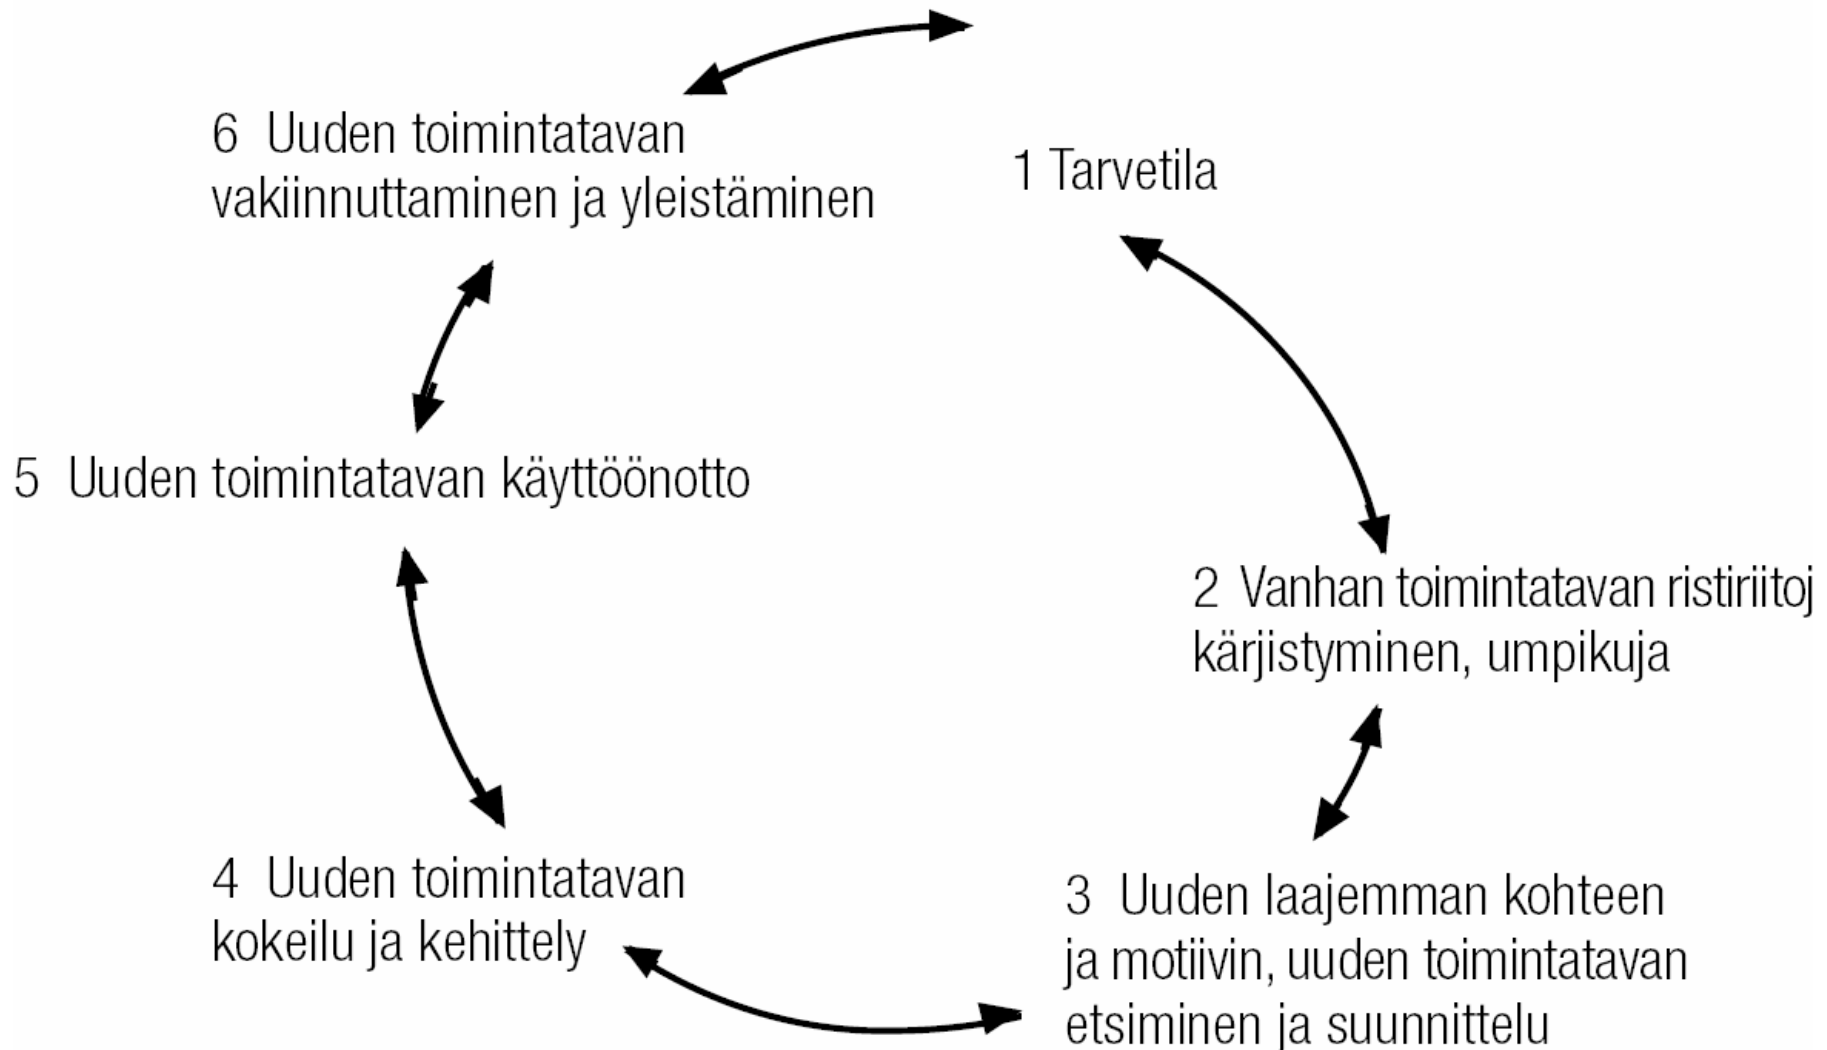 1 Tarvetila
2 Vanhan toimintatavan ristiriitoj
kärjistyminen, umpikuja
3 Uuden laajemman kohteen
ja motiivin, uuden toimintatavan
etsiminen ja suunnittelu
4 Uuden toimintatavan
kokeilu ja kehittely
5 Uuden toimintatavan käyttöönotto
6 Uuden toimintatavan
vakiinnuttaminen ja yleistäminen